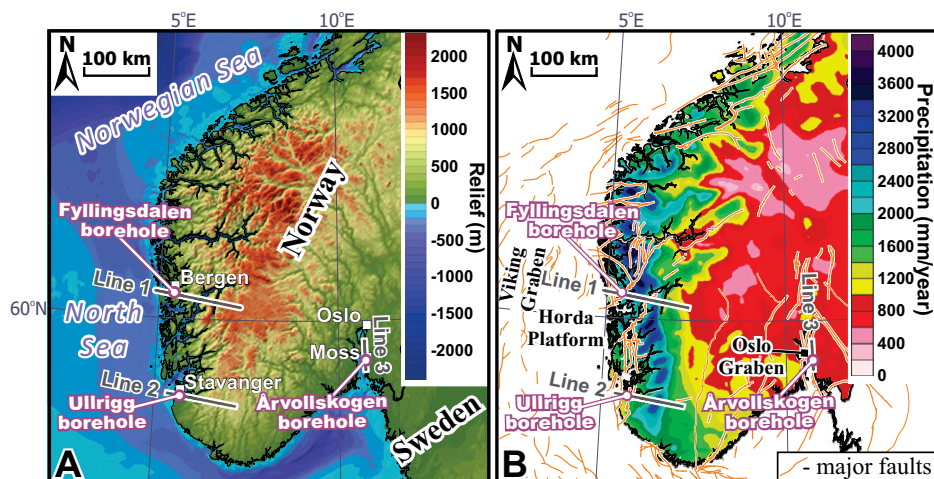 5°E
10°E
N
100 km
Norwegian Sea
2000
1000
500
0
-500
-1000
-2000
Relief (m)
Norway
Fyllingsdalen
borehole
Line 1
Bergen
60°N
North
Sea
Oslo
Moss
Line 3
Line 2
Stavanger
Ullrigg
borehole
Årvollskogen
borehole
Sweden
A
5°E
10°E
N
100 km
4000
3600
3200
2800
2400
2000
1600
1200
800
400
0
Precipitation (mm/year)
Fyllingsdalen
borehole
Viking
Graben
Line 1
Horda
Platform
Line 3
Oslo
Graben
Line 2
Ullrigg
borehole
Årvollskogen
borehole
B
- major faults